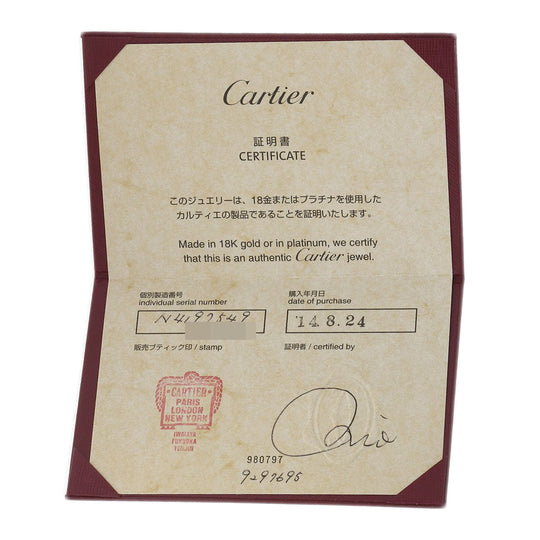 Cartier
証明書
CERTIFICATE
このジュエリーは、18金またはプラチナを使用した
カルティエの製品であることを証明いたします。
Made in 18K gold or in platinum, we certify
that this is an authentic Cartier jewel.
個別製造番号
individual serial number
N4197549
購入年月日
date of purchase
'14 8.24
販売ブティック印 / stamp
証明者 / certified by
CARTIER
PARIS
LONDON
NEW YORK
IWATAYA
FUKUOKA
TENJIN
980797
9297695